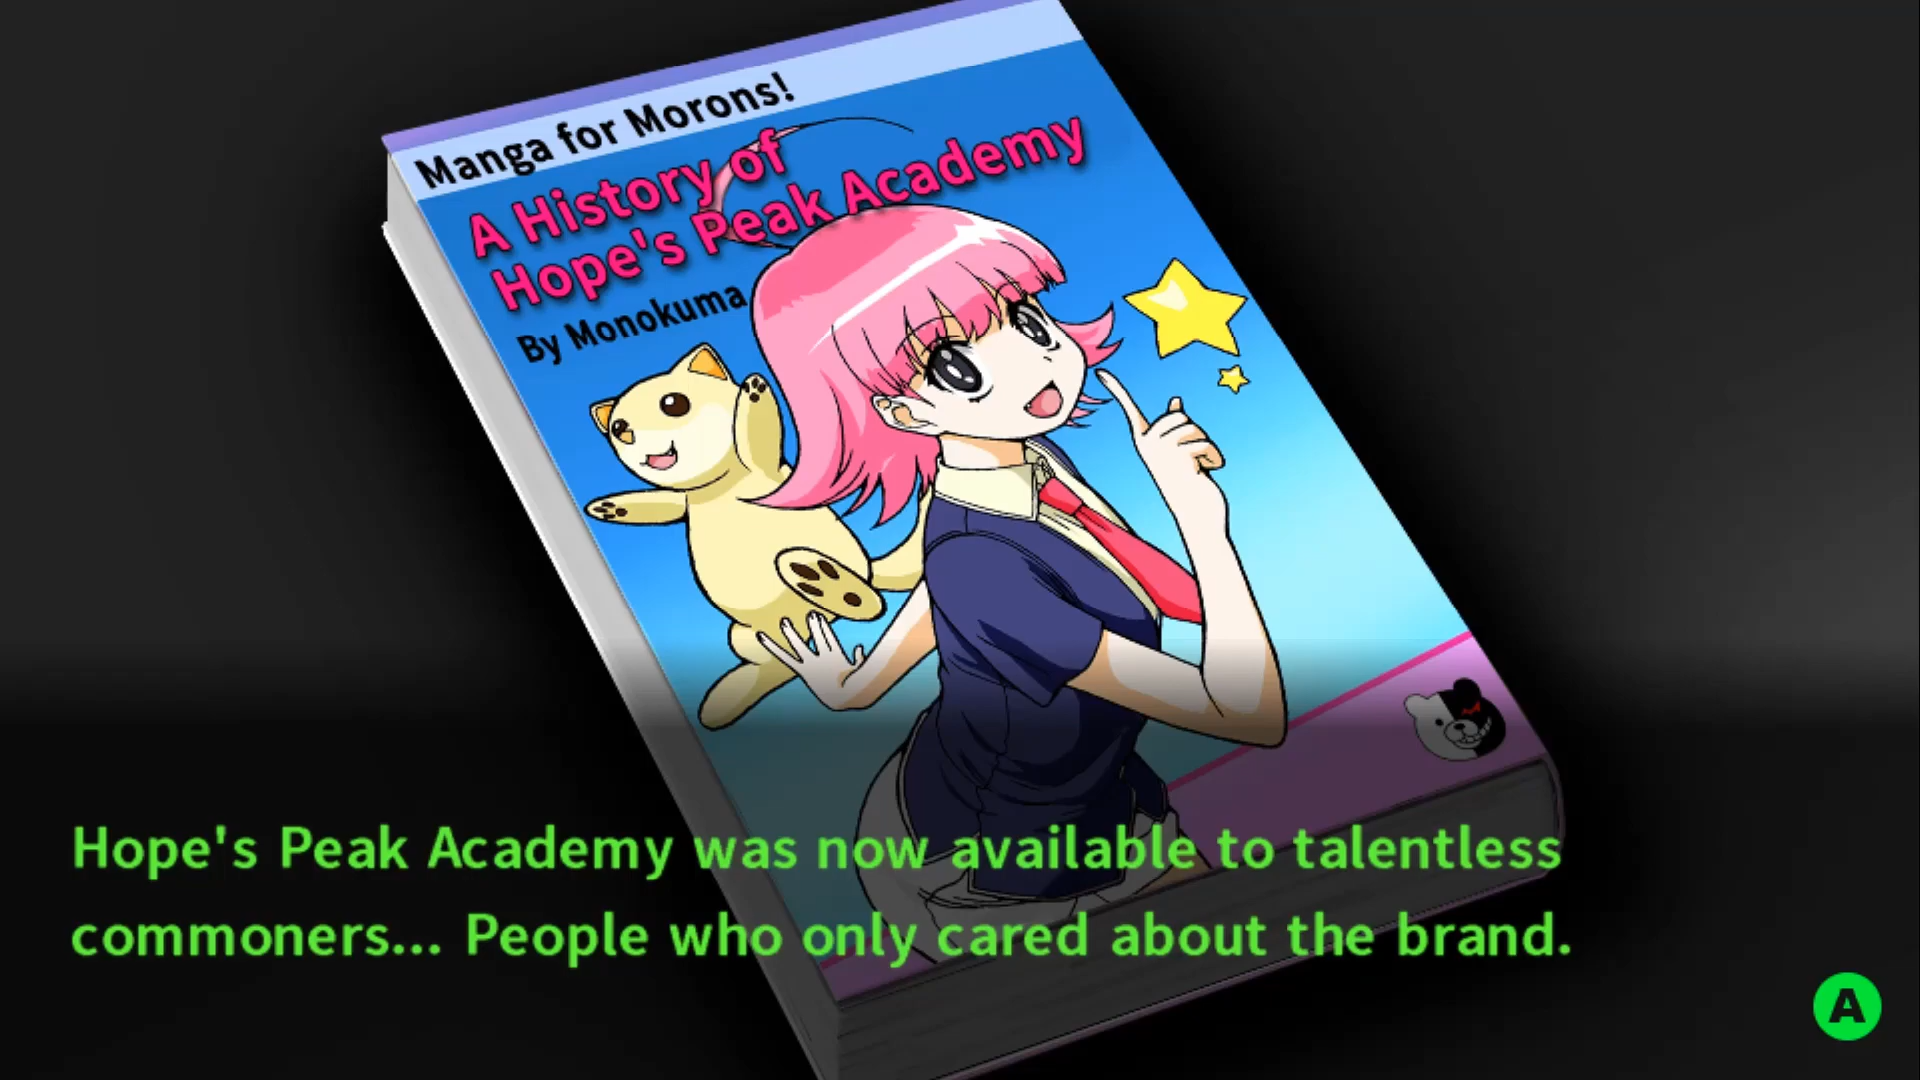 Manga for Morons!
A History of
Hope's Peak Academy
By Monokuma
Hope's Peak Academy was now available to talentless
commoners... People who only cared about the brand.
A